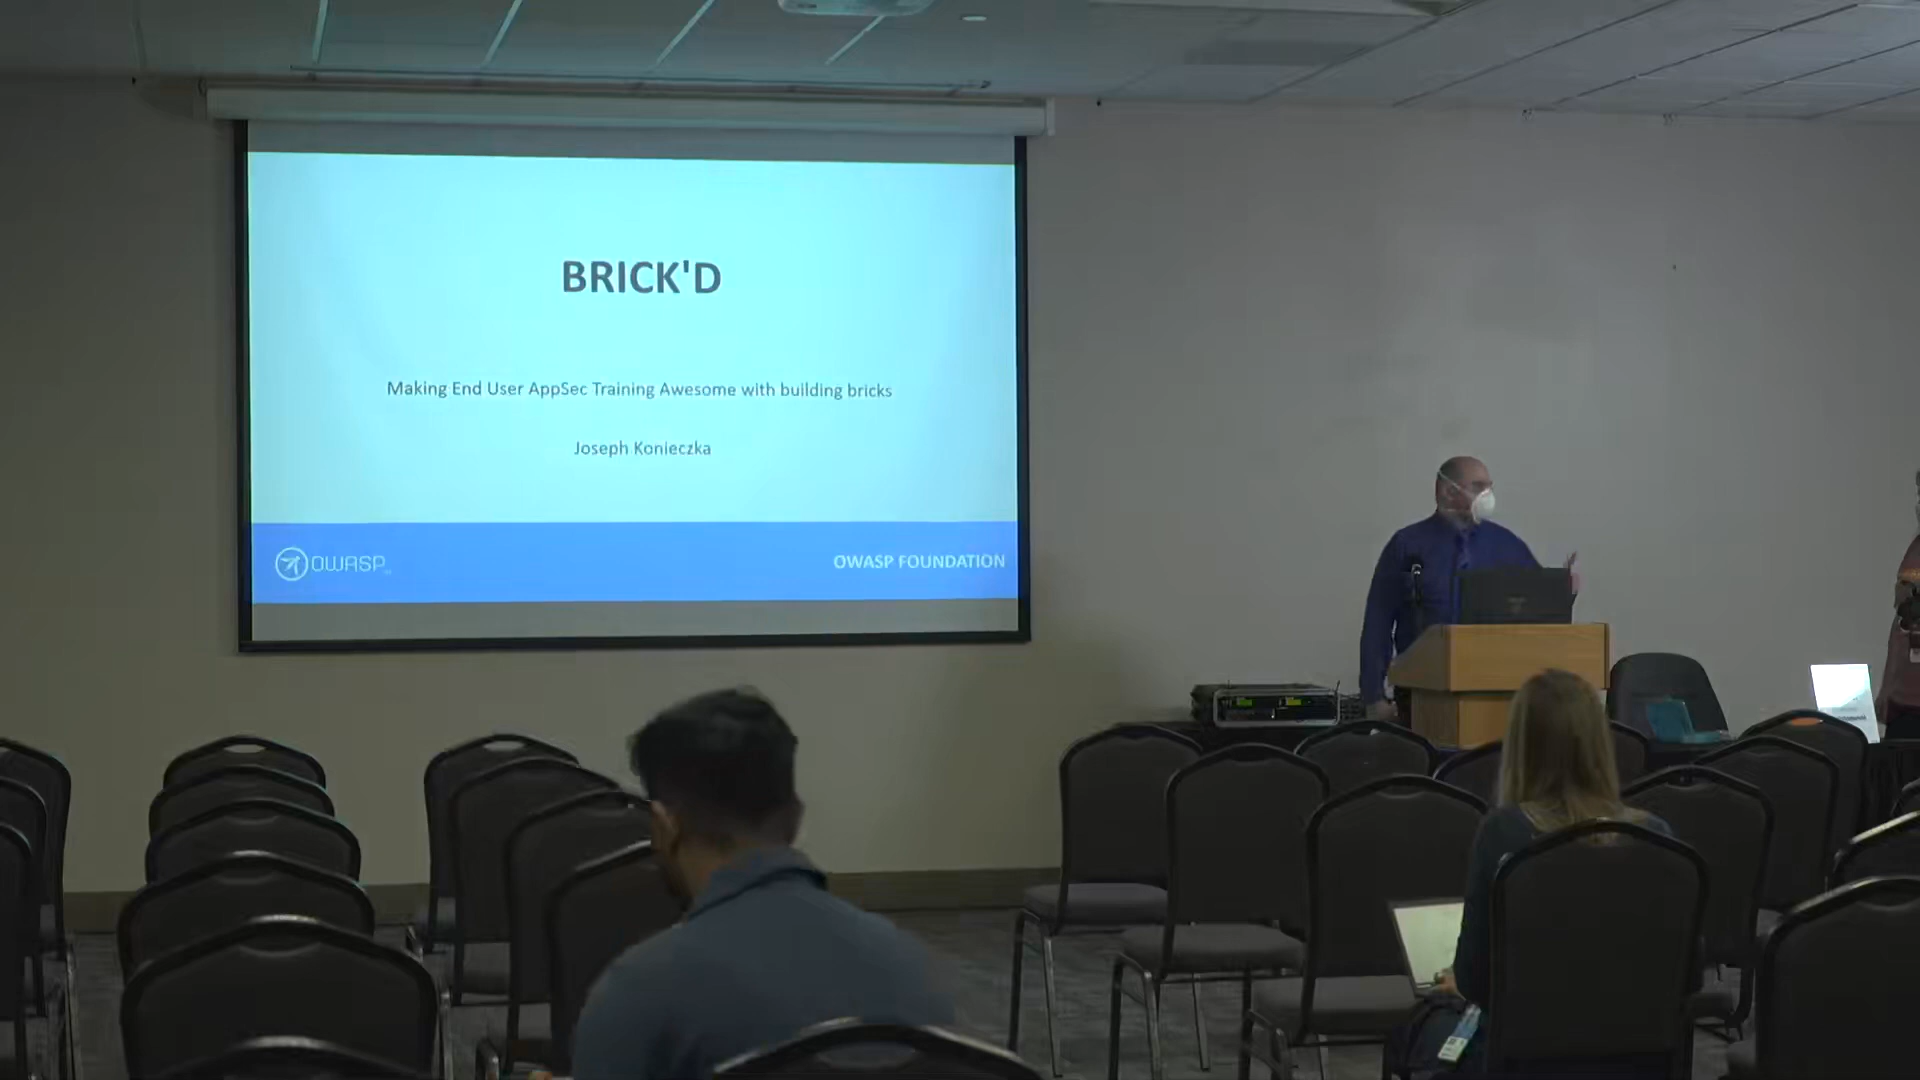 BRICK'D
Making End User AppSec Training Awesome with building bricks
Joseph Konieczka
OWASP
OWASP FOUNDATION